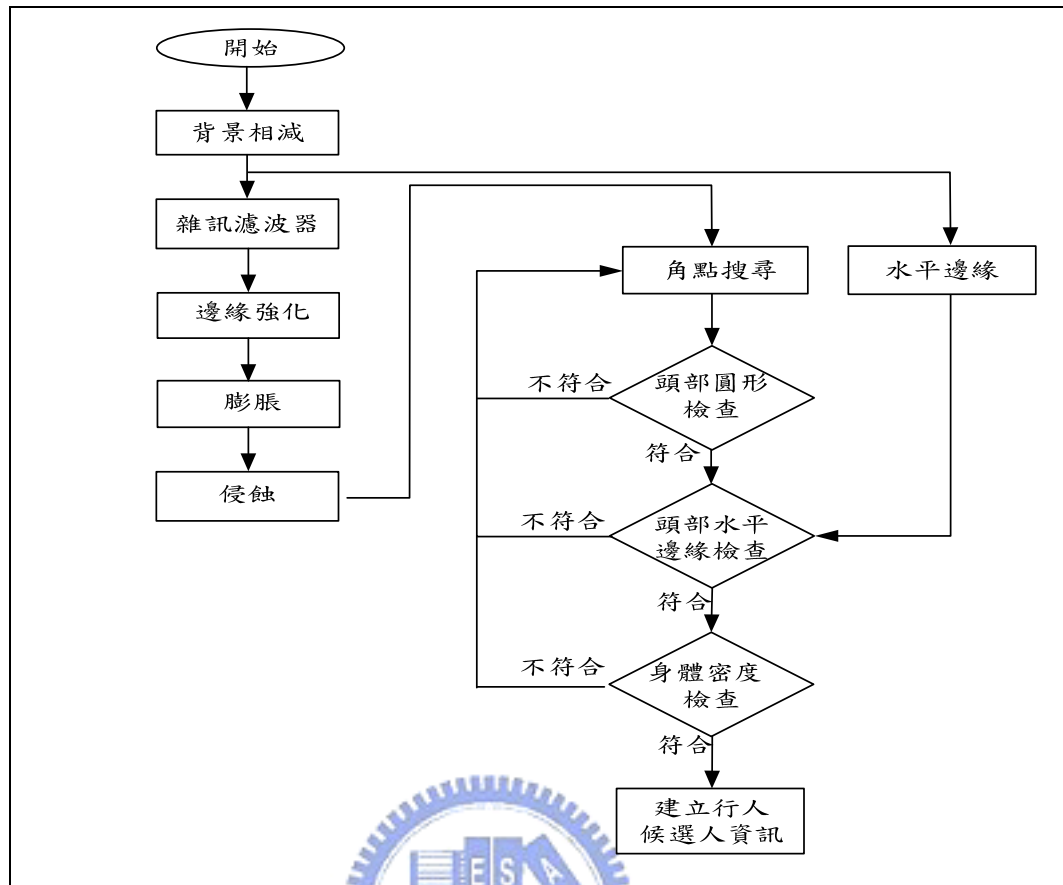 開始
背景相減
雜訊濾波器
邊緣強化
膨脹
侵蝕
角點搜尋
水平邊緣
頭部圓形
檢查
不符合
符合
頭部水平
邊緣檢查
不符合
符合
身體密度
檢查
不符合
符合
建立行人
候選人資訊
ESA